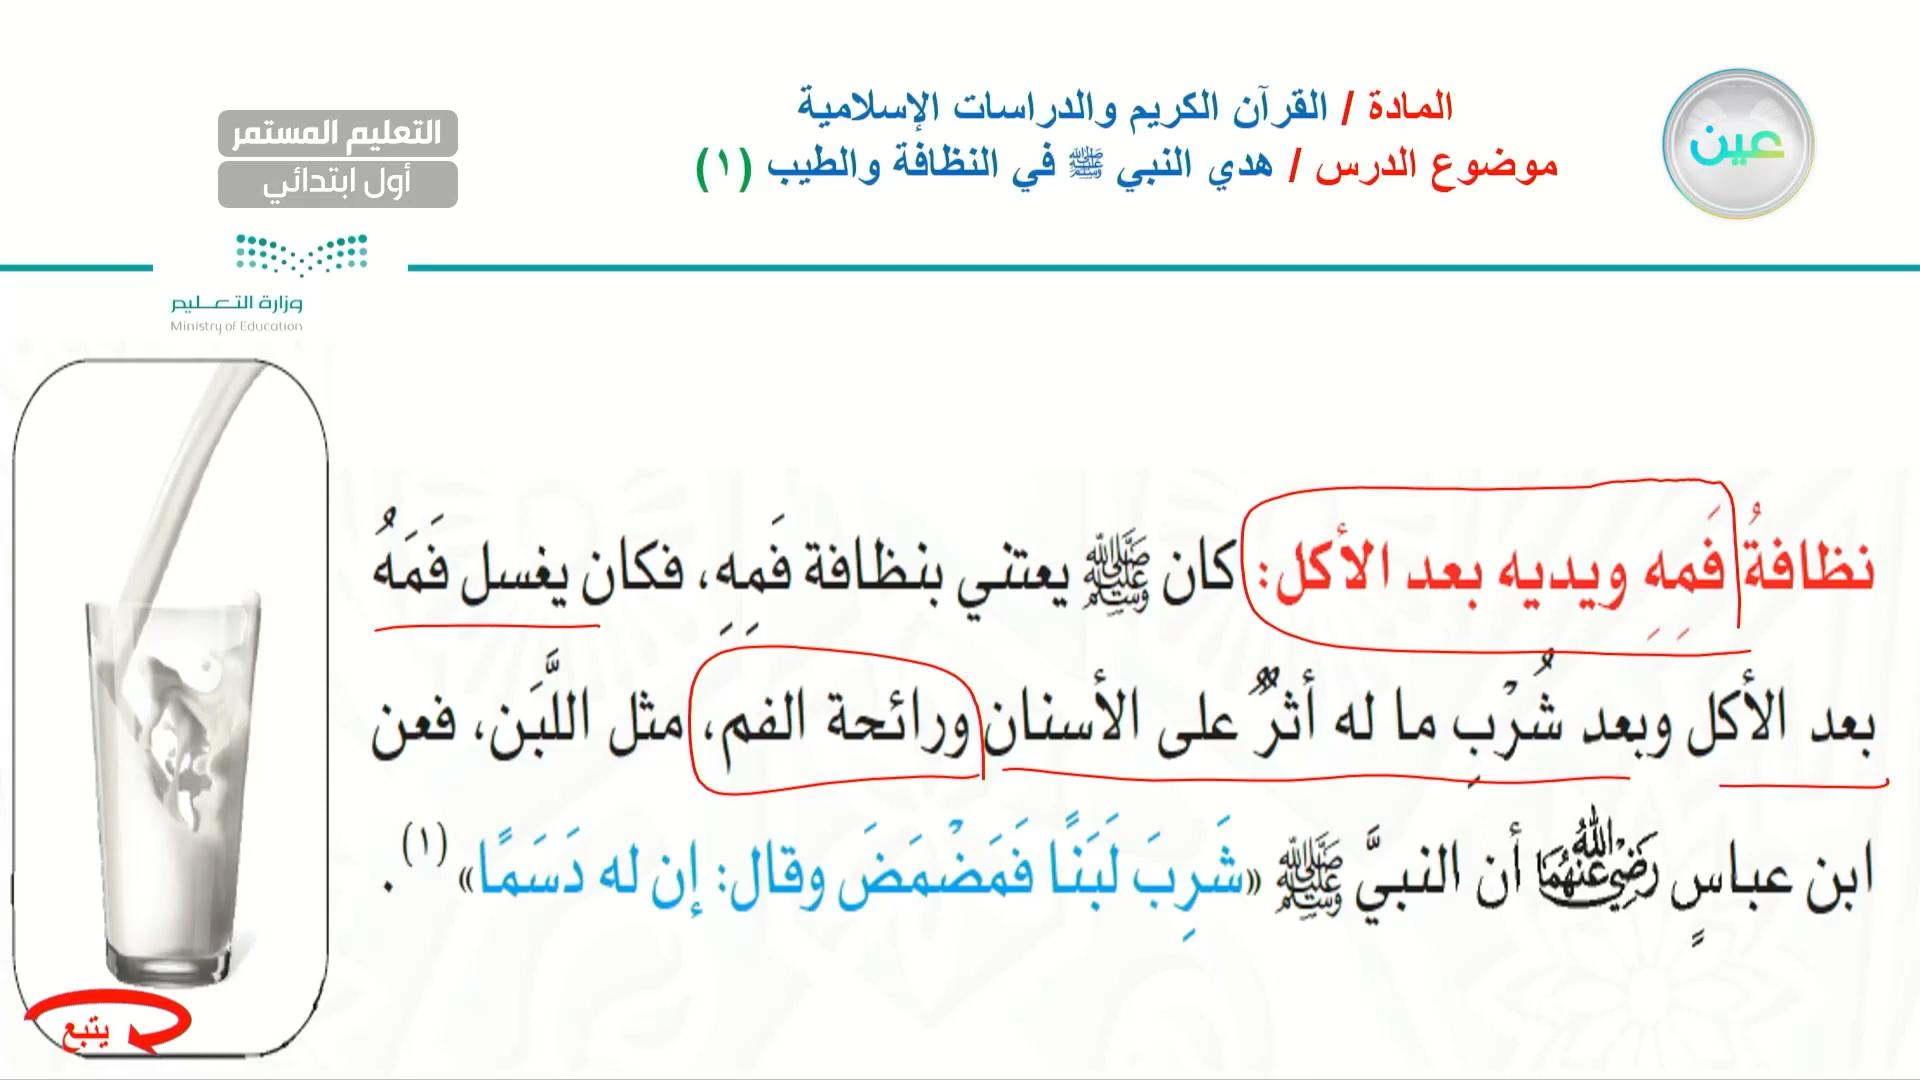 المادة / القرآن الكريم والدراسات الإسلامية
موضوع الدرس / هدي النبي ﷺ في النظافة والطيب (١)
عين
التعليم المستمر
أول ابتدائي
وزارة التعليم
Ministry of Education
نظافةُ فَمِهِ ويديه بعد الأكل: كان ﷺ يعتني بنظافة فَمِهِ، فكان يغسل فَمَهُ
بعد الأكل وبعد شُرْبِ ما له أثرٌ على الأسنان ورائحة الفم، مثل اللَّبَن، فعن
ابن عباسٍ رَضِيَ اللَّهُ عَنْهُمَا أن النبيَّ ﷺ «شَرِبَ لَبَنًا فَمَضْمَضَ وقال: إن له دَسَمًا» (١).
يتبع